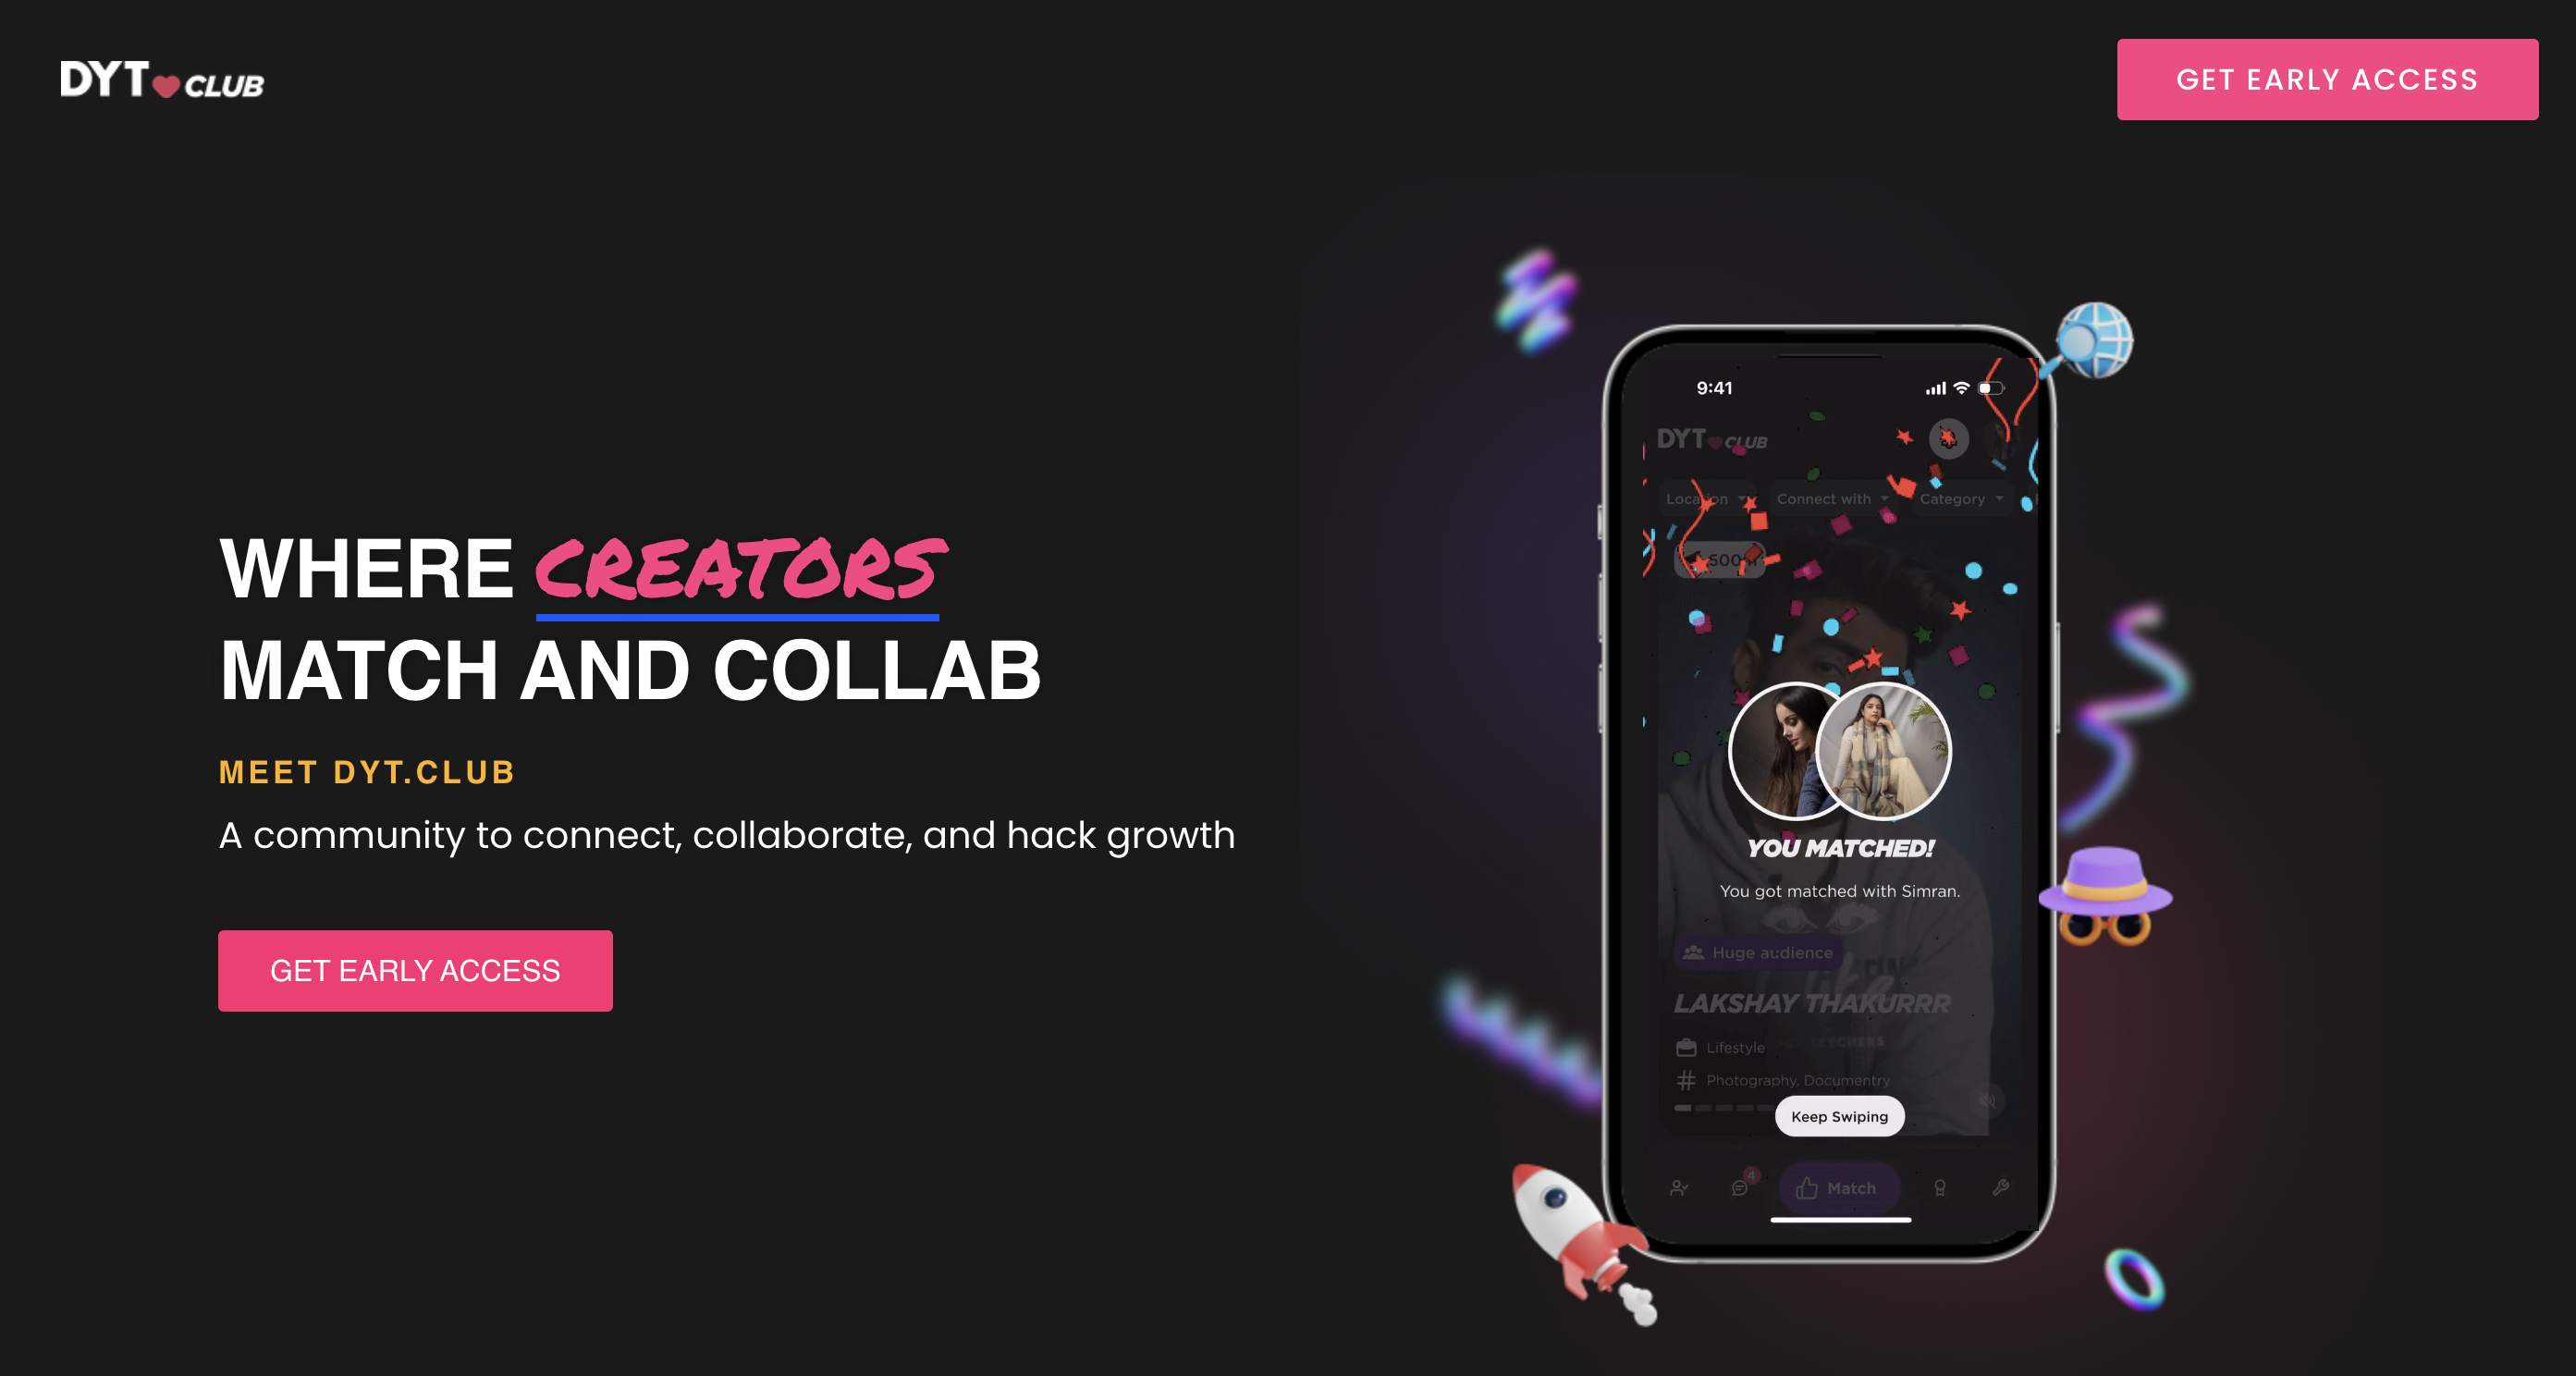 DYT CLUB
GET EARLY ACCESS
WHERE CREATORS
MATCH AND COLLAB
MEET DYT.CLUB
A community to connect, collaborate, and hack growth
GET EARLY ACCESS
9:41
DYT CLUB
Location
Connect with
Category
YOU MATCHED!
You got matched with Simran.
Huge audience
LAKSHAY THAKURRR
Lifestyle
Photography, Documentry
Keep Swiping
4
Match